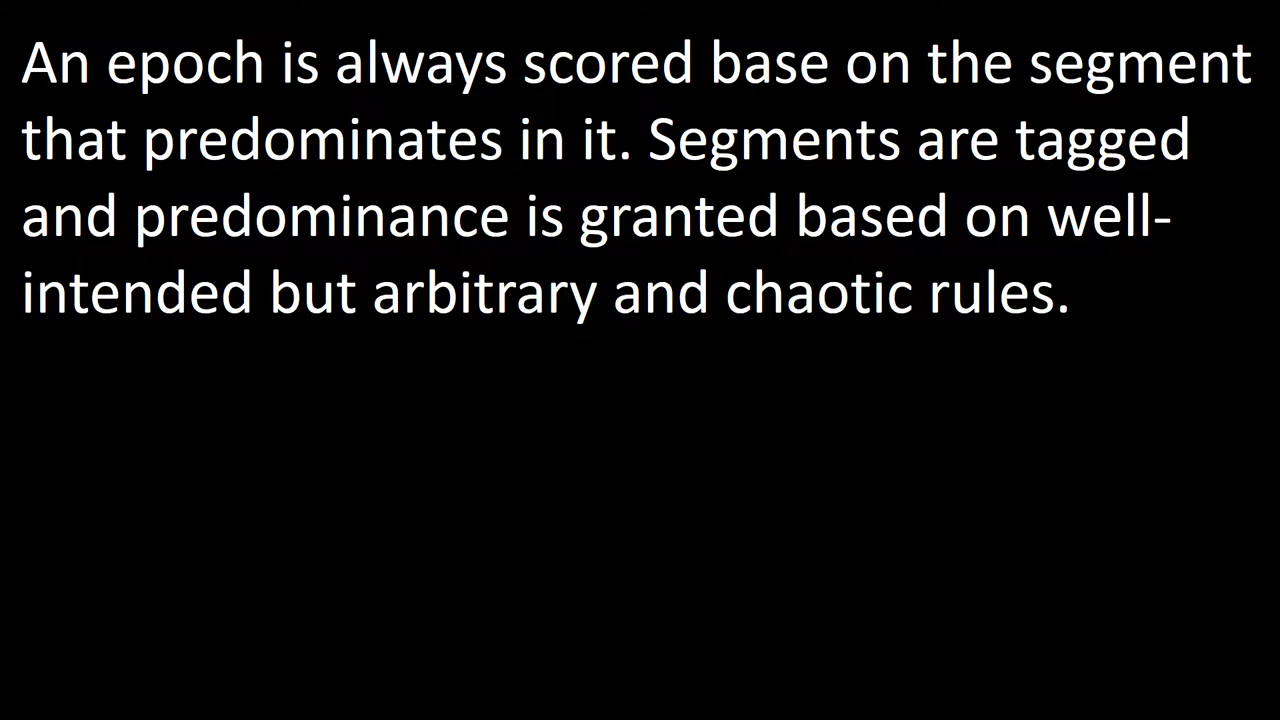 An epoch is always scored base on the segment
that predominates in it. Segments are tagged
and predominance is granted based on well-
intended but arbitrary and chaotic rules.